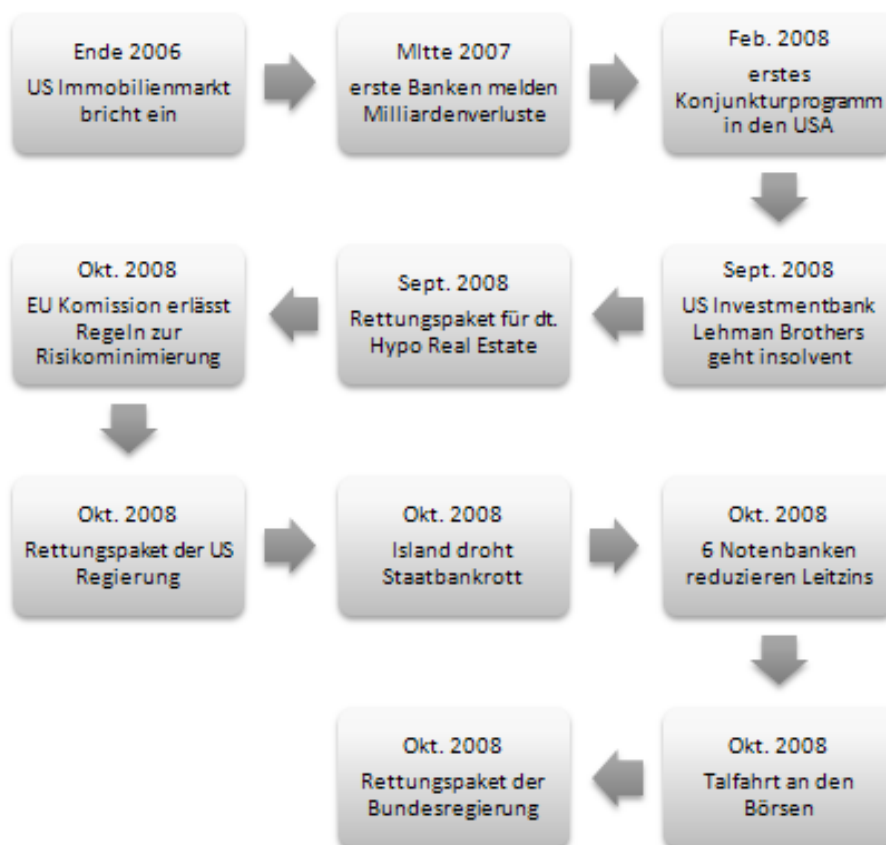 Ende 2006
US Immobilienmarkt
bricht ein
MItte 2007
erste Banken melden
Milliardenverluste
Feb. 2008
erstes
Konjunkturprogramm
in den USA
Sept. 2008
US Investmentbank
Lehman Brothers
geht insolvent
Sept. 2008
Rettungspaket für dt.
Hypo Real Estate
Okt. 2008
EU Komission erlässt
Regeln zur
Risikominimierung
Okt. 2008
Rettungspaket der US
Regierung
Okt. 2008
Island droht
Staatbankrott
Okt. 2008
6 Notenbanken
reduzieren Leitzins
Okt. 2008
Talfahrt an den
Börsen
Okt. 2008
Rettungspaket der
Bundesregierung